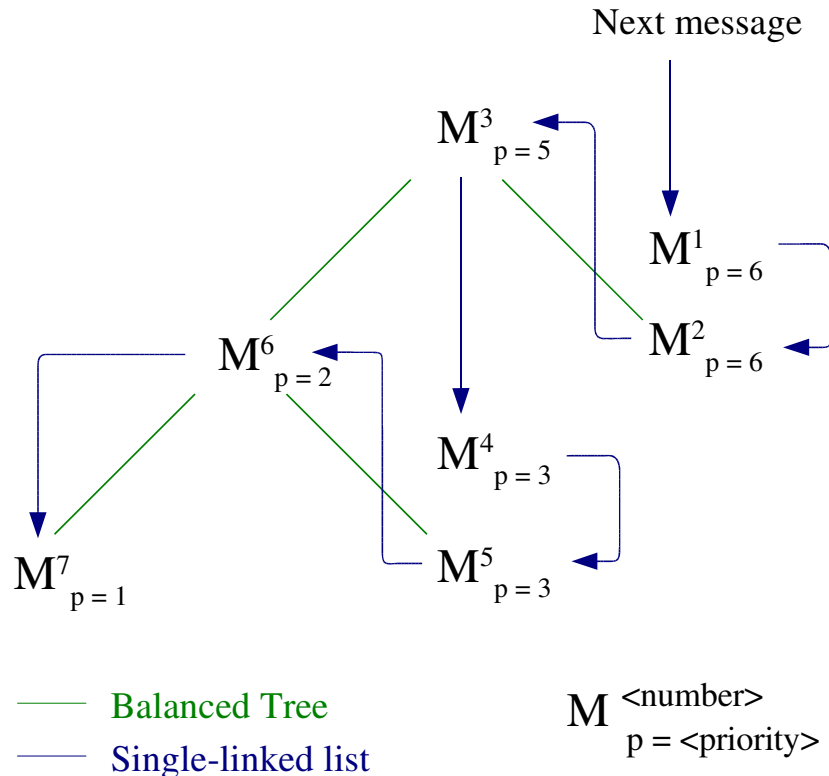 Next message
M³ p = 5
M¹ p = 6
M² p = 6
M⁶ p = 2
M⁴ p = 3
M⁵ p = 3
M⁷ p = 1
Balanced Tree
Single-linked list
M <number> p = <priority>